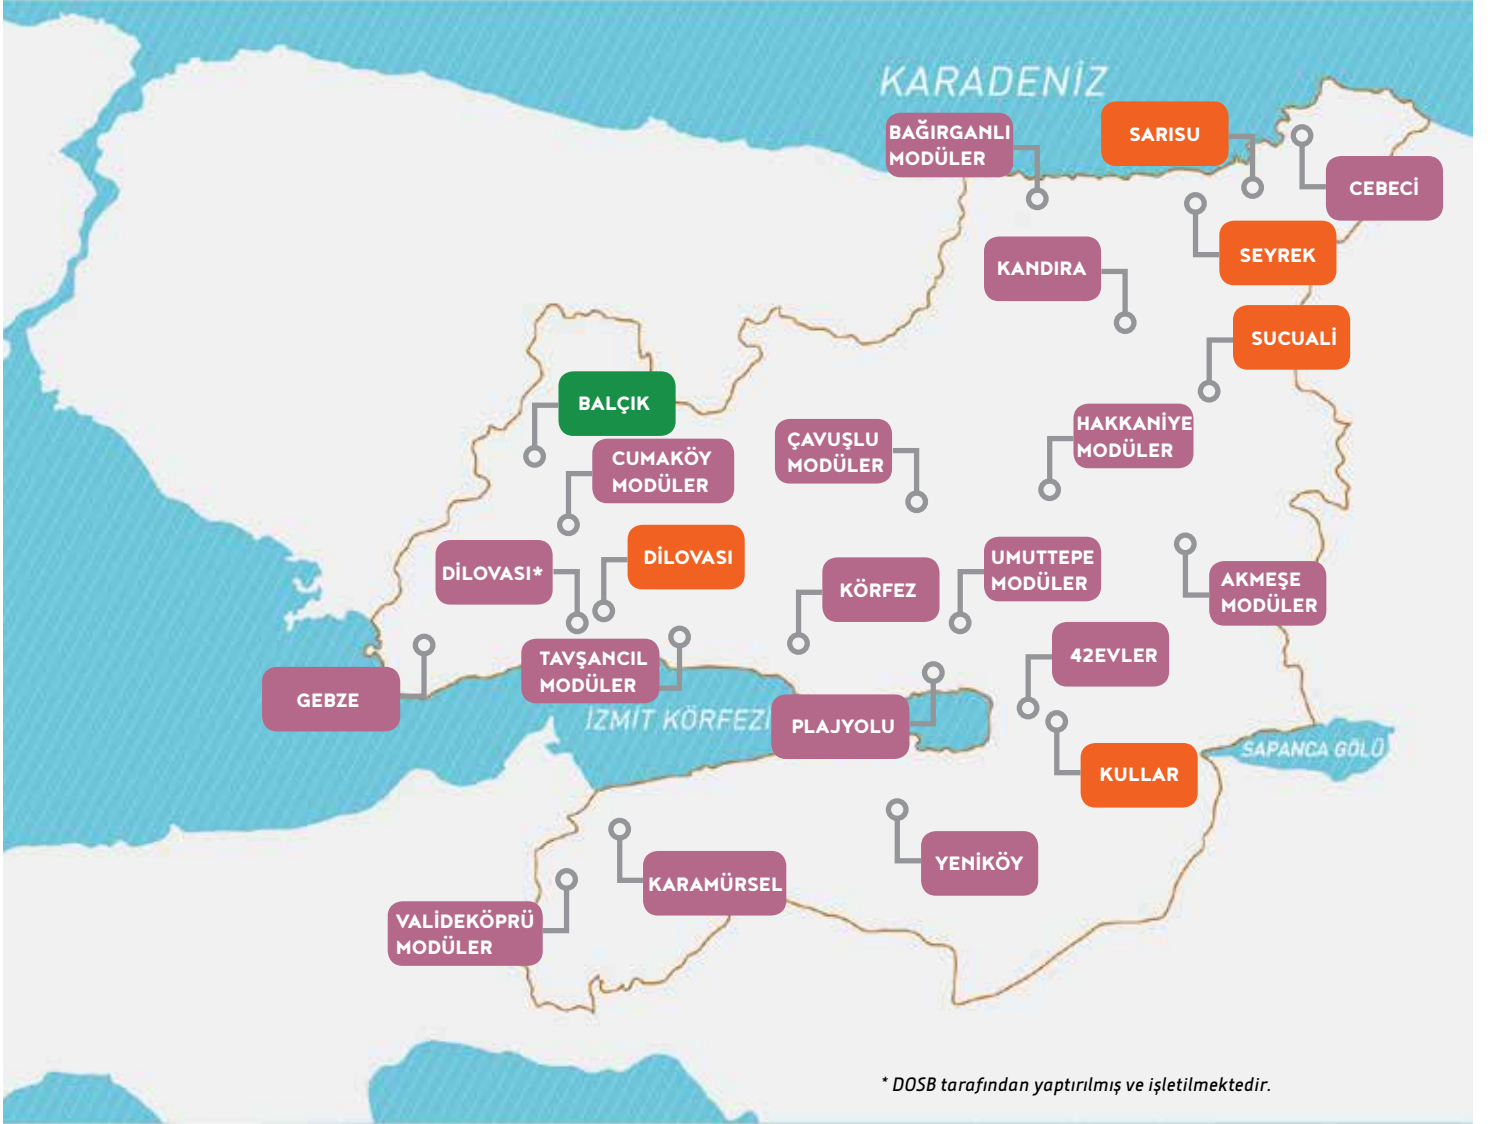 KARADENİZ
BAĞIRGANLI
MODÜLER
SARISU
CEBECİ
SEYREK
KANDIRA
SUCUALİ
BALÇIK
CUMAKÖY
MODÜLER
ÇAVUŞLU
MODÜLER
HAKKANİYE
MODÜLER
DİLOVASI*
DİLOVASI
KÖRFEZ
UMUTTEPE
MODÜLER
AKMEŞE
MODÜLER
TAVŞANCIL
MODÜLER
42EVLER
GEBZE
İZMİT KÖRFEZİ
PLAJYOLU
SAPANCA GÖLÜ
KULLAR
YENİKÖY
KARAMÜRSEL
VALİDEKÖPRÜ
MODÜLER
* DOSB tarafından yaptırılmış ve işletilmektedir.